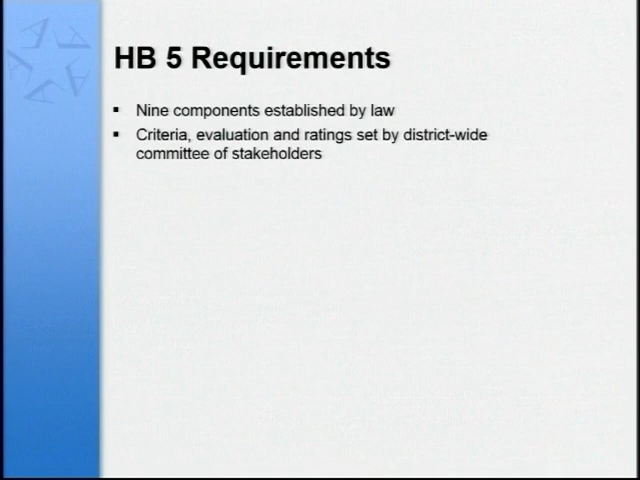 HB 5 Requirements
Nine components established by law
Criteria, evaluation and ratings set by district-wide
committee of stakeholders